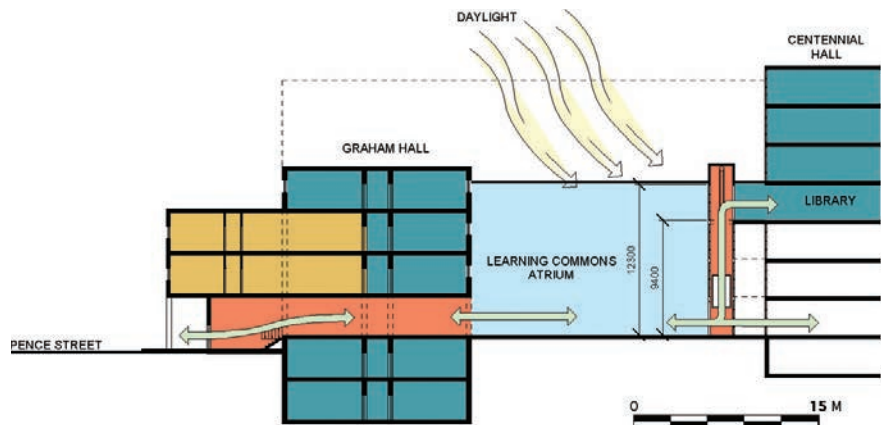 DAYLIGHT
CENTENNIAL
HALL
GRAHAM HALL
LIBRARY
LEARNING COMMONS
ATRIUM
12300
9400
PENCE STREET
0 15 M